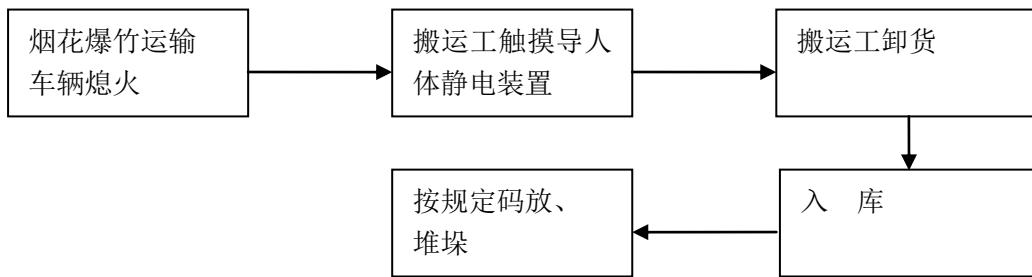 烟花爆竹运输
车辆熄火
搬运工触摸导人
体静电装置
搬运工卸货
入　库
按规定码放、
堆垛